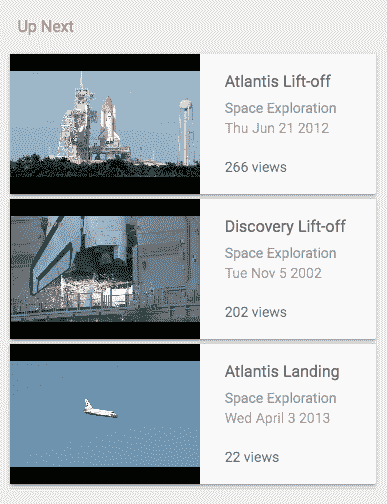 Up Next
Atlantis Lift-off
Space Exploration
Thu Jun 21 2012
266 views
Discovery Lift-off
Space Exploration
Tue Nov 5 2002
202 views
Atlantis Landing
Space Exploration
Wed April 3 2013
22 views